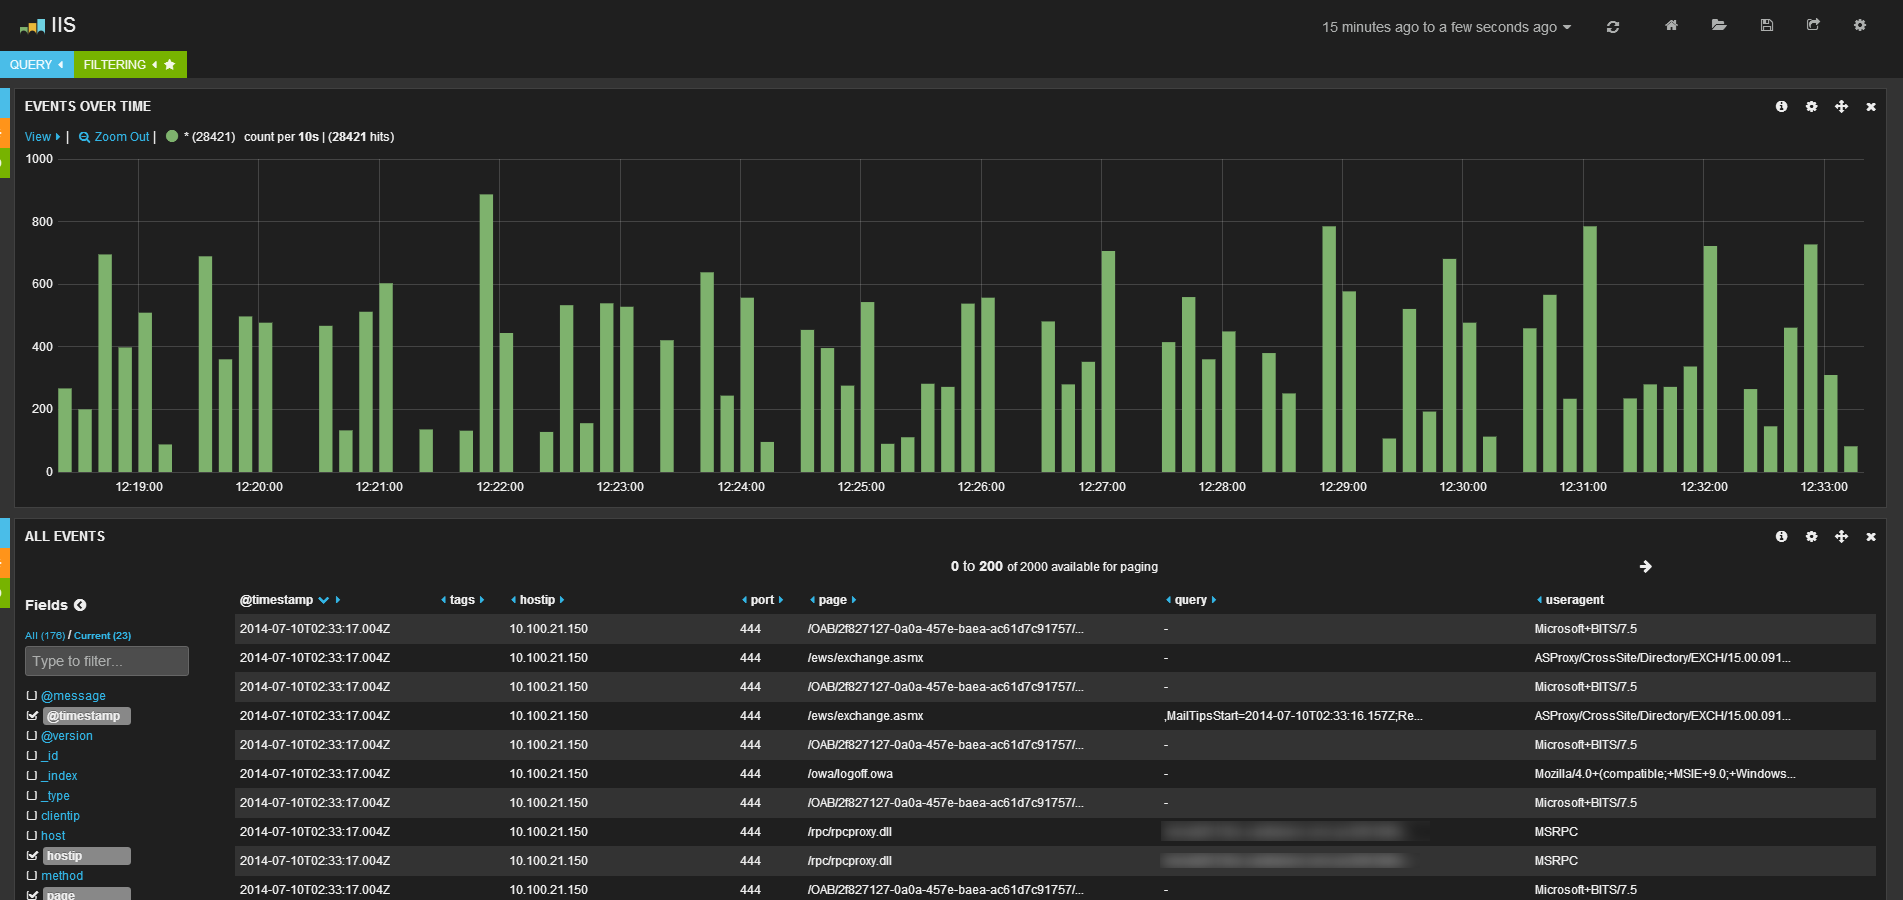 IIS
15 minutes ago to a few seconds ago
QUERY FILTERING
EVENTS OVER TIME
View | Zoom Out | * (28421) count per 10s | (28421 hits)
1000
800
600
400
200
0
12:19:00 12:20:00 12:21:00 12:22:00 12:23:00 12:24:00 12:25:00 12:26:00 12:27:00 12:28:00 12:29:00 12:30:00 12:31:00 12:32:00 12:33:00
ALL EVENTS
0 to 200 of 2000 available for paging
Fields
All (176) / Current (23)
Type to filter...
@message
@timestamp
@version
_id
_index
_type
clientip
host
hostip
method
page
@timestamp tags hostip port page query useragent
2014-07-10T02:33:17.004Z 10.100.21.150 444 /OAB/2f827127-0a0a-457e-baea-ac61d7c91757/... - Microsoft+BITS/7.5
2014-07-10T02:33:17.004Z 10.100.21.150 444 /ews/exchange.asmx - ASProxy/CrossSite/Directory/EXCH/15.00.091...
2014-07-10T02:33:17.004Z 10.100.21.150 444 /OAB/2f827127-0a0a-457e-baea-ac61d7c91757/... - Microsoft+BITS/7.5
2014-07-10T02:33:17.004Z 10.100.21.150 444 /ews/exchange.asmx ,MailTipsStart=2014-07-10T02:33:16.157Z;Re... ASProxy/CrossSite/Directory/EXCH/15.00.091...
2014-07-10T02:33:17.004Z 10.100.21.150 444 /OAB/2f827127-0a0a-457e-baea-ac61d7c91757/... - Microsoft+BITS/7.5
2014-07-10T02:33:17.004Z 10.100.21.150 444 /owa/logoff.owa - Mozilla/4.0+(compatible;+MSIE+9.0;+Windows...
2014-07-10T02:33:17.004Z 10.100.21.150 444 /OAB/2f827127-0a0a-457e-baea-ac61d7c91757/... - Microsoft+BITS/7.5
2014-07-10T02:33:17.004Z 10.100.21.150 444 /rpc/rpcproxy.dll MSRPC
2014-07-10T02:33:17.004Z 10.100.21.150 444 /rpc/rpcproxy.dll MSRPC
2014-07-10T02:33:17.004Z 10.100.21.150 444 /OAB/2f827127-0a0a-457e-baea-ac61d7c91757/... - Microsoft+BITS/7.5